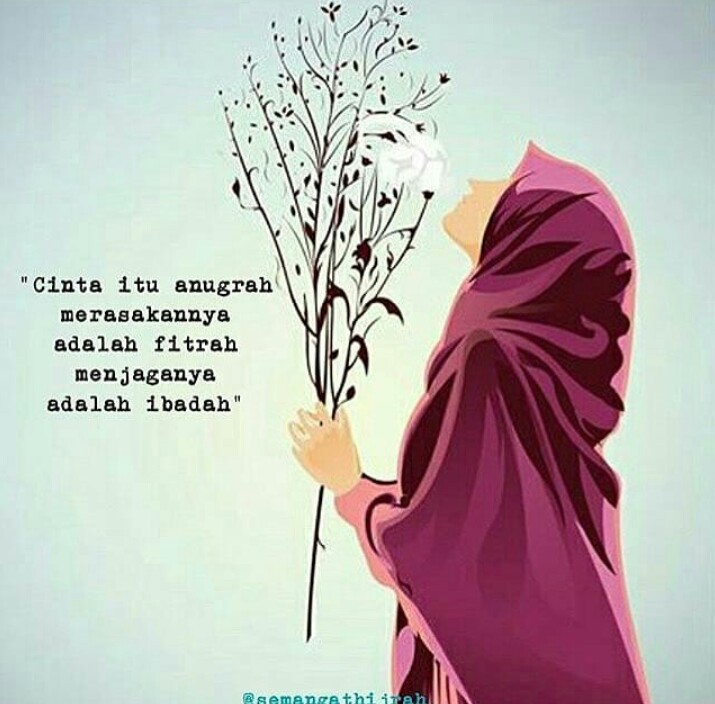 "Cinta itu anugrah
merasakannya
adalah fitrah
menjaganya
adalah ibadah"
@semangathijrah